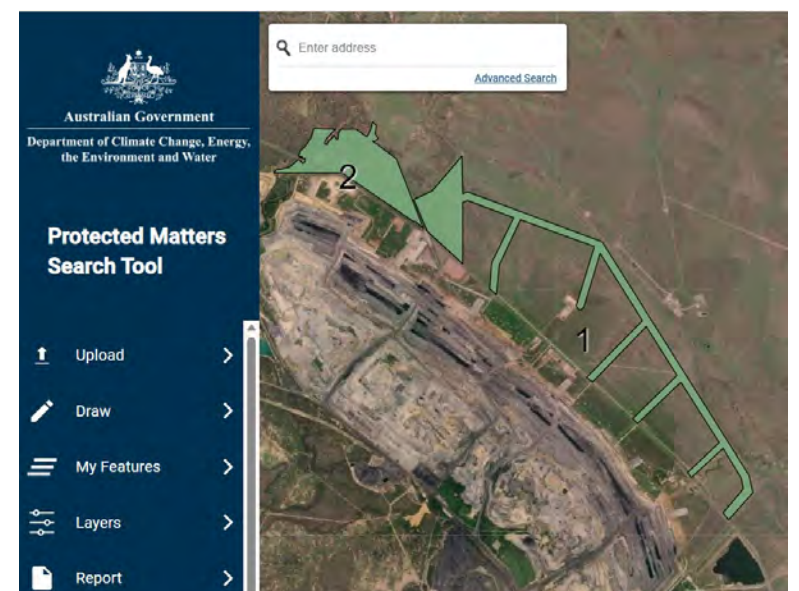 Enter address
Advanced Search
Australian Government
Department of Climate Change, Energy,
the Environment and Water
Protected Matters
Search Tool
Upload
Draw
My Features
Layers
Report
2
1